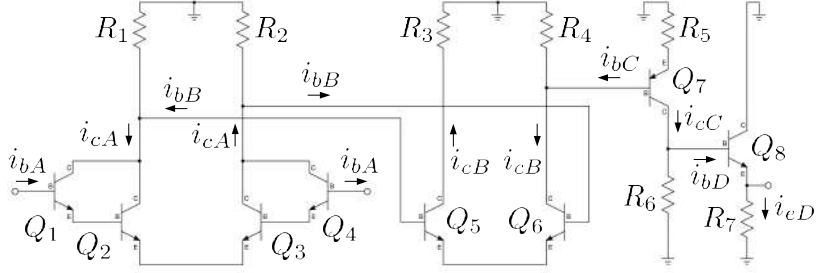 R1 R2 R3 R4 R5
ibC Q7
ibB ibB E
B
C
icA icA icB icB icC
C
ibA ibA B Q8
C C ibD E
B B
E E R6
Q1 Q2 Q3 Q4 Q5 Q6 R7 ieD
C C C C
B B B B
E E E E